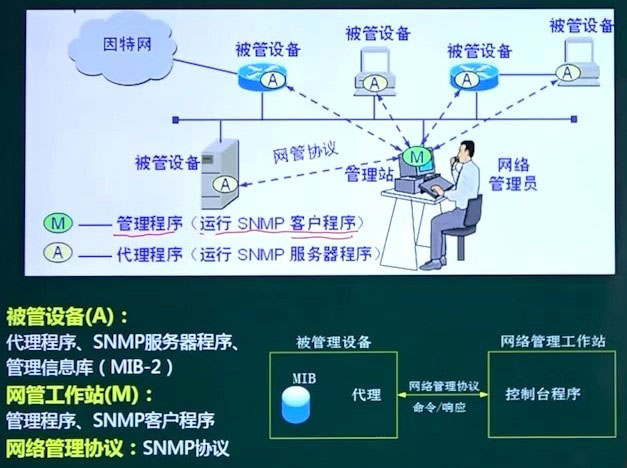 因特网
被管设备
被管设备
被管设备
被管设备
A
A
A
A
被管设备
网管协议
M
管理站
网络
管理员
A
M 管理程序（运行 SNMP 客户程序）
A 代理程序（运行 SNMP 服务器程序）
被管设备(A)：
代理程序、SNMP服务器程序、
管理信息库（MIB-2）
网管工作站(M)：
管理程序、SNMP客户程序
网络管理协议：SNMP协议
被管理设备
网络管理工作站
MIB
代理
网络管理协议
命令/响应
控制台程序